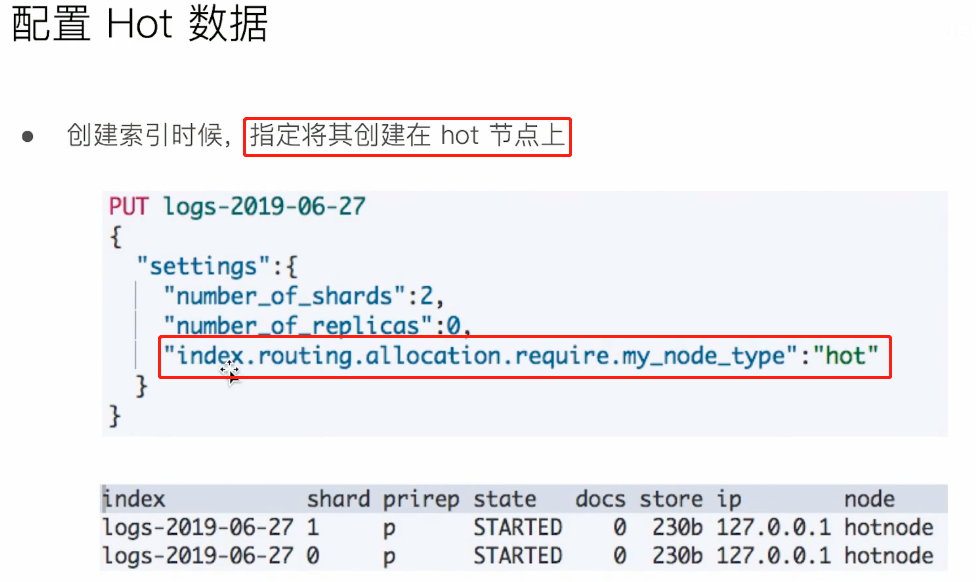 配置 Hot 数据
● 创建索引时候，指定将其创建在 hot 节点上
PUT logs-2019-06-27
{
"settings":{
"number_of_shards":2,
"number_of_replicas":0,
"index.routing.allocation.require.my_node_type":"hot"
}
}
index shard prirep state docs store ip node
logs-2019-06-27 1 p STARTED 0 230b 127.0.0.1 hotnode
logs-2019-06-27 0 p STARTED 0 230b 127.0.0.1 hotnode